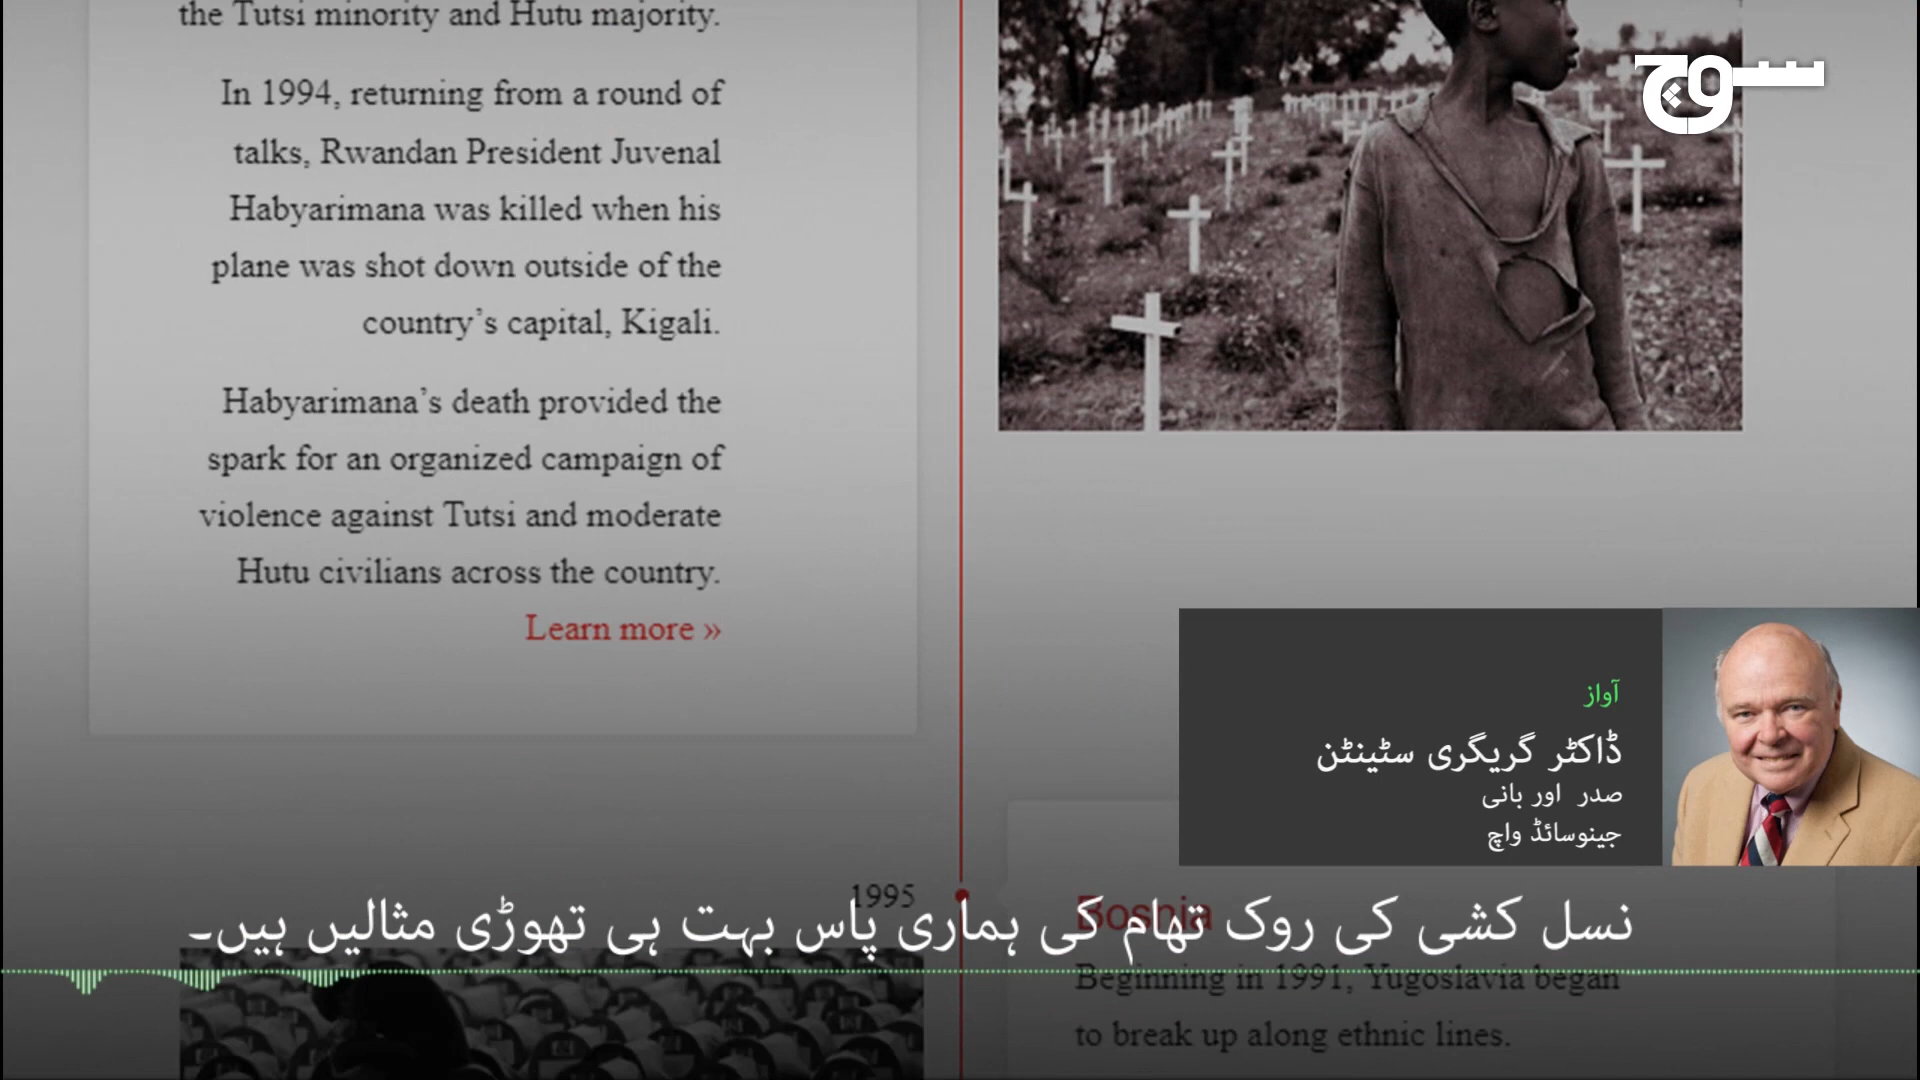 the Tutsi minority and Hutu majority.
In 1994, returning from a round of
talks, Rwandan President Juvenal
Habyarimana was killed when his
plane was shot down outside of the
country’s capital, Kigali.
Habyarimana’s death provided the
spark for an organized campaign of
violence against Tutsi and moderate
Hutu civilians across the country.
Learn more »
سوچ
آواز
ڈاکٹر گریگری سٹینٹن
صدر اور بانی
جینوسائڈ واچ
1995
Bosnia
نسل کشی کی روک تھام کی ہماری پاس بہت ہی تھوڑی مثالیں ہیں۔
Beginning in 1991, Yugoslavia began
to break up along ethnic lines.